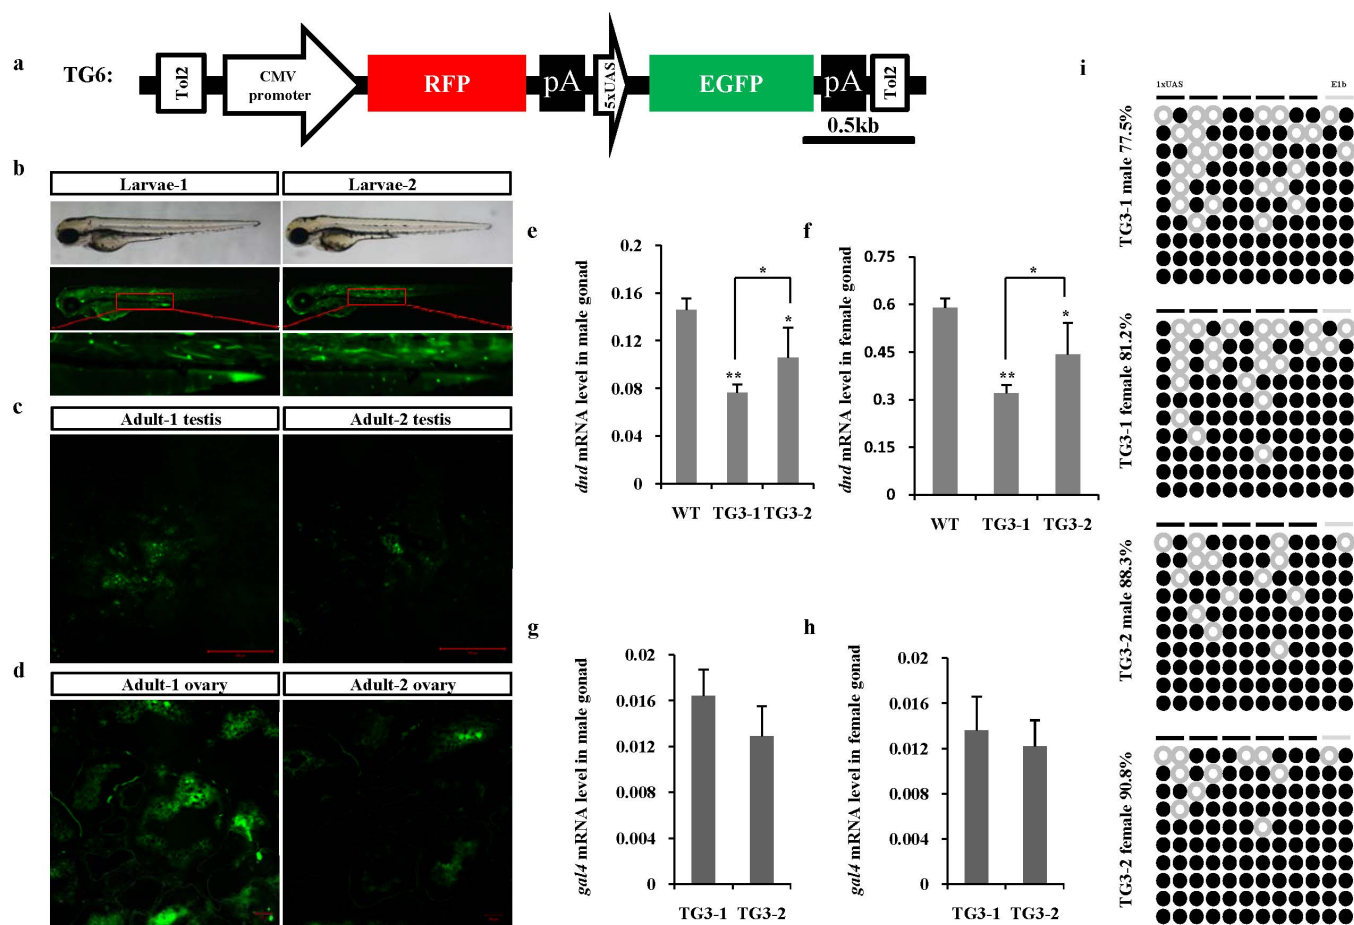 a
TG6:
Tol2
CMV
promoter
RFP
pA
5xUAS
EGFP
pA
Tol2
0.5kb
b
Larvae-1
Larvae-2
c
Adult-1 testis
Adult-2 testis
d
Adult-1 ovary
Adult-2 ovary
e
dnd mRNA level in male gonad
0.2
0.16
0.12
0.08
0.04
0
*
**
*
WT
TG3-1
TG3-2
f
dnd mRNA level in female gonad
0.75
0.6
0.45
0.3
0.15
0
*
**
*
WT
TG3-1
TG3-2
g
gal4 mRNA level in male gonad
0.02
0.016
0.012
0.008
0.004
0
TG3-1
TG3-2
h
gal4 mRNA level in female gonad
0.02
0.016
0.012
0.008
0.004
0
TG3-1
TG3-2
i
1xUAS
E1b
TG3-1 male 77.5%
TG3-1 female 81.2%
TG3-2 male 88.3%
TG3-2 female 90.8%